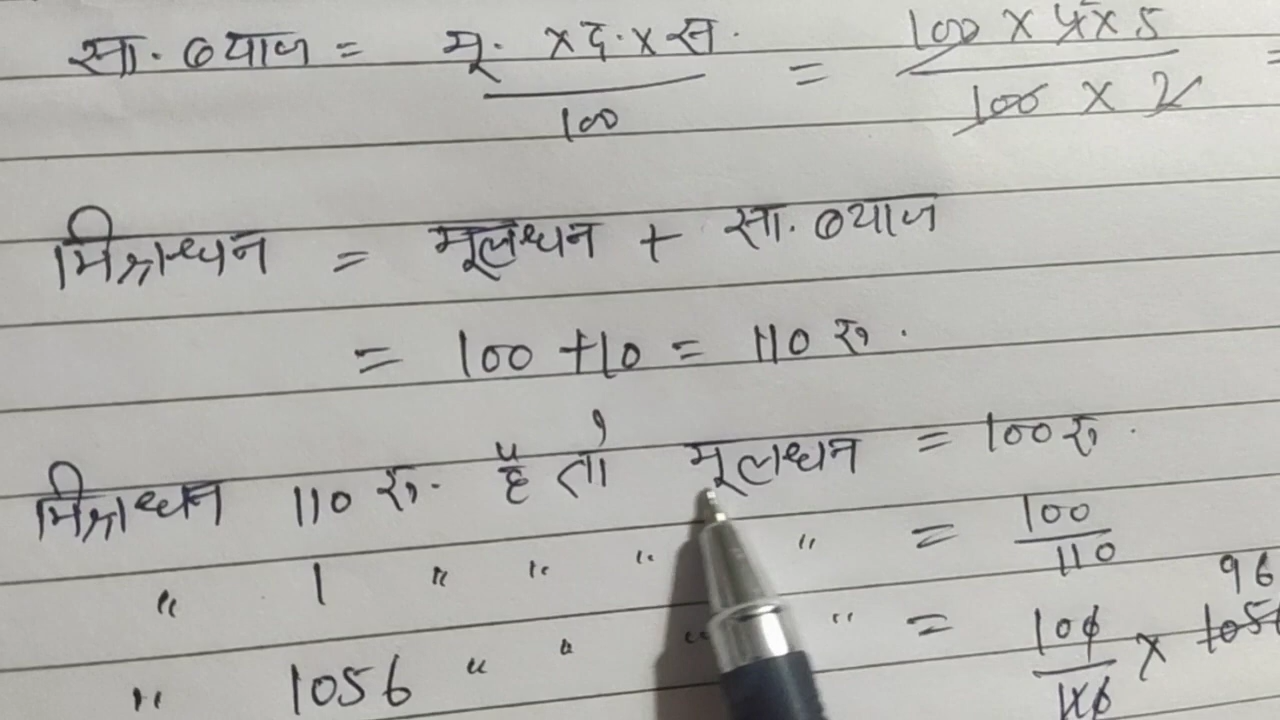 सा. ब्याज = मू. × द. × स. / 100 = 100 × 4 × 5 / 100 × 2 =
मिश्रधन = मूलधन + सा. ब्याज
= 100 + 10 = 110 रु.
मिश्रधन 110 रु. है तो मूलधन = 100 रु.
" 1 " " " " = 100 / 110
" 1056 " " " " = 100 / 110 × 1056 96